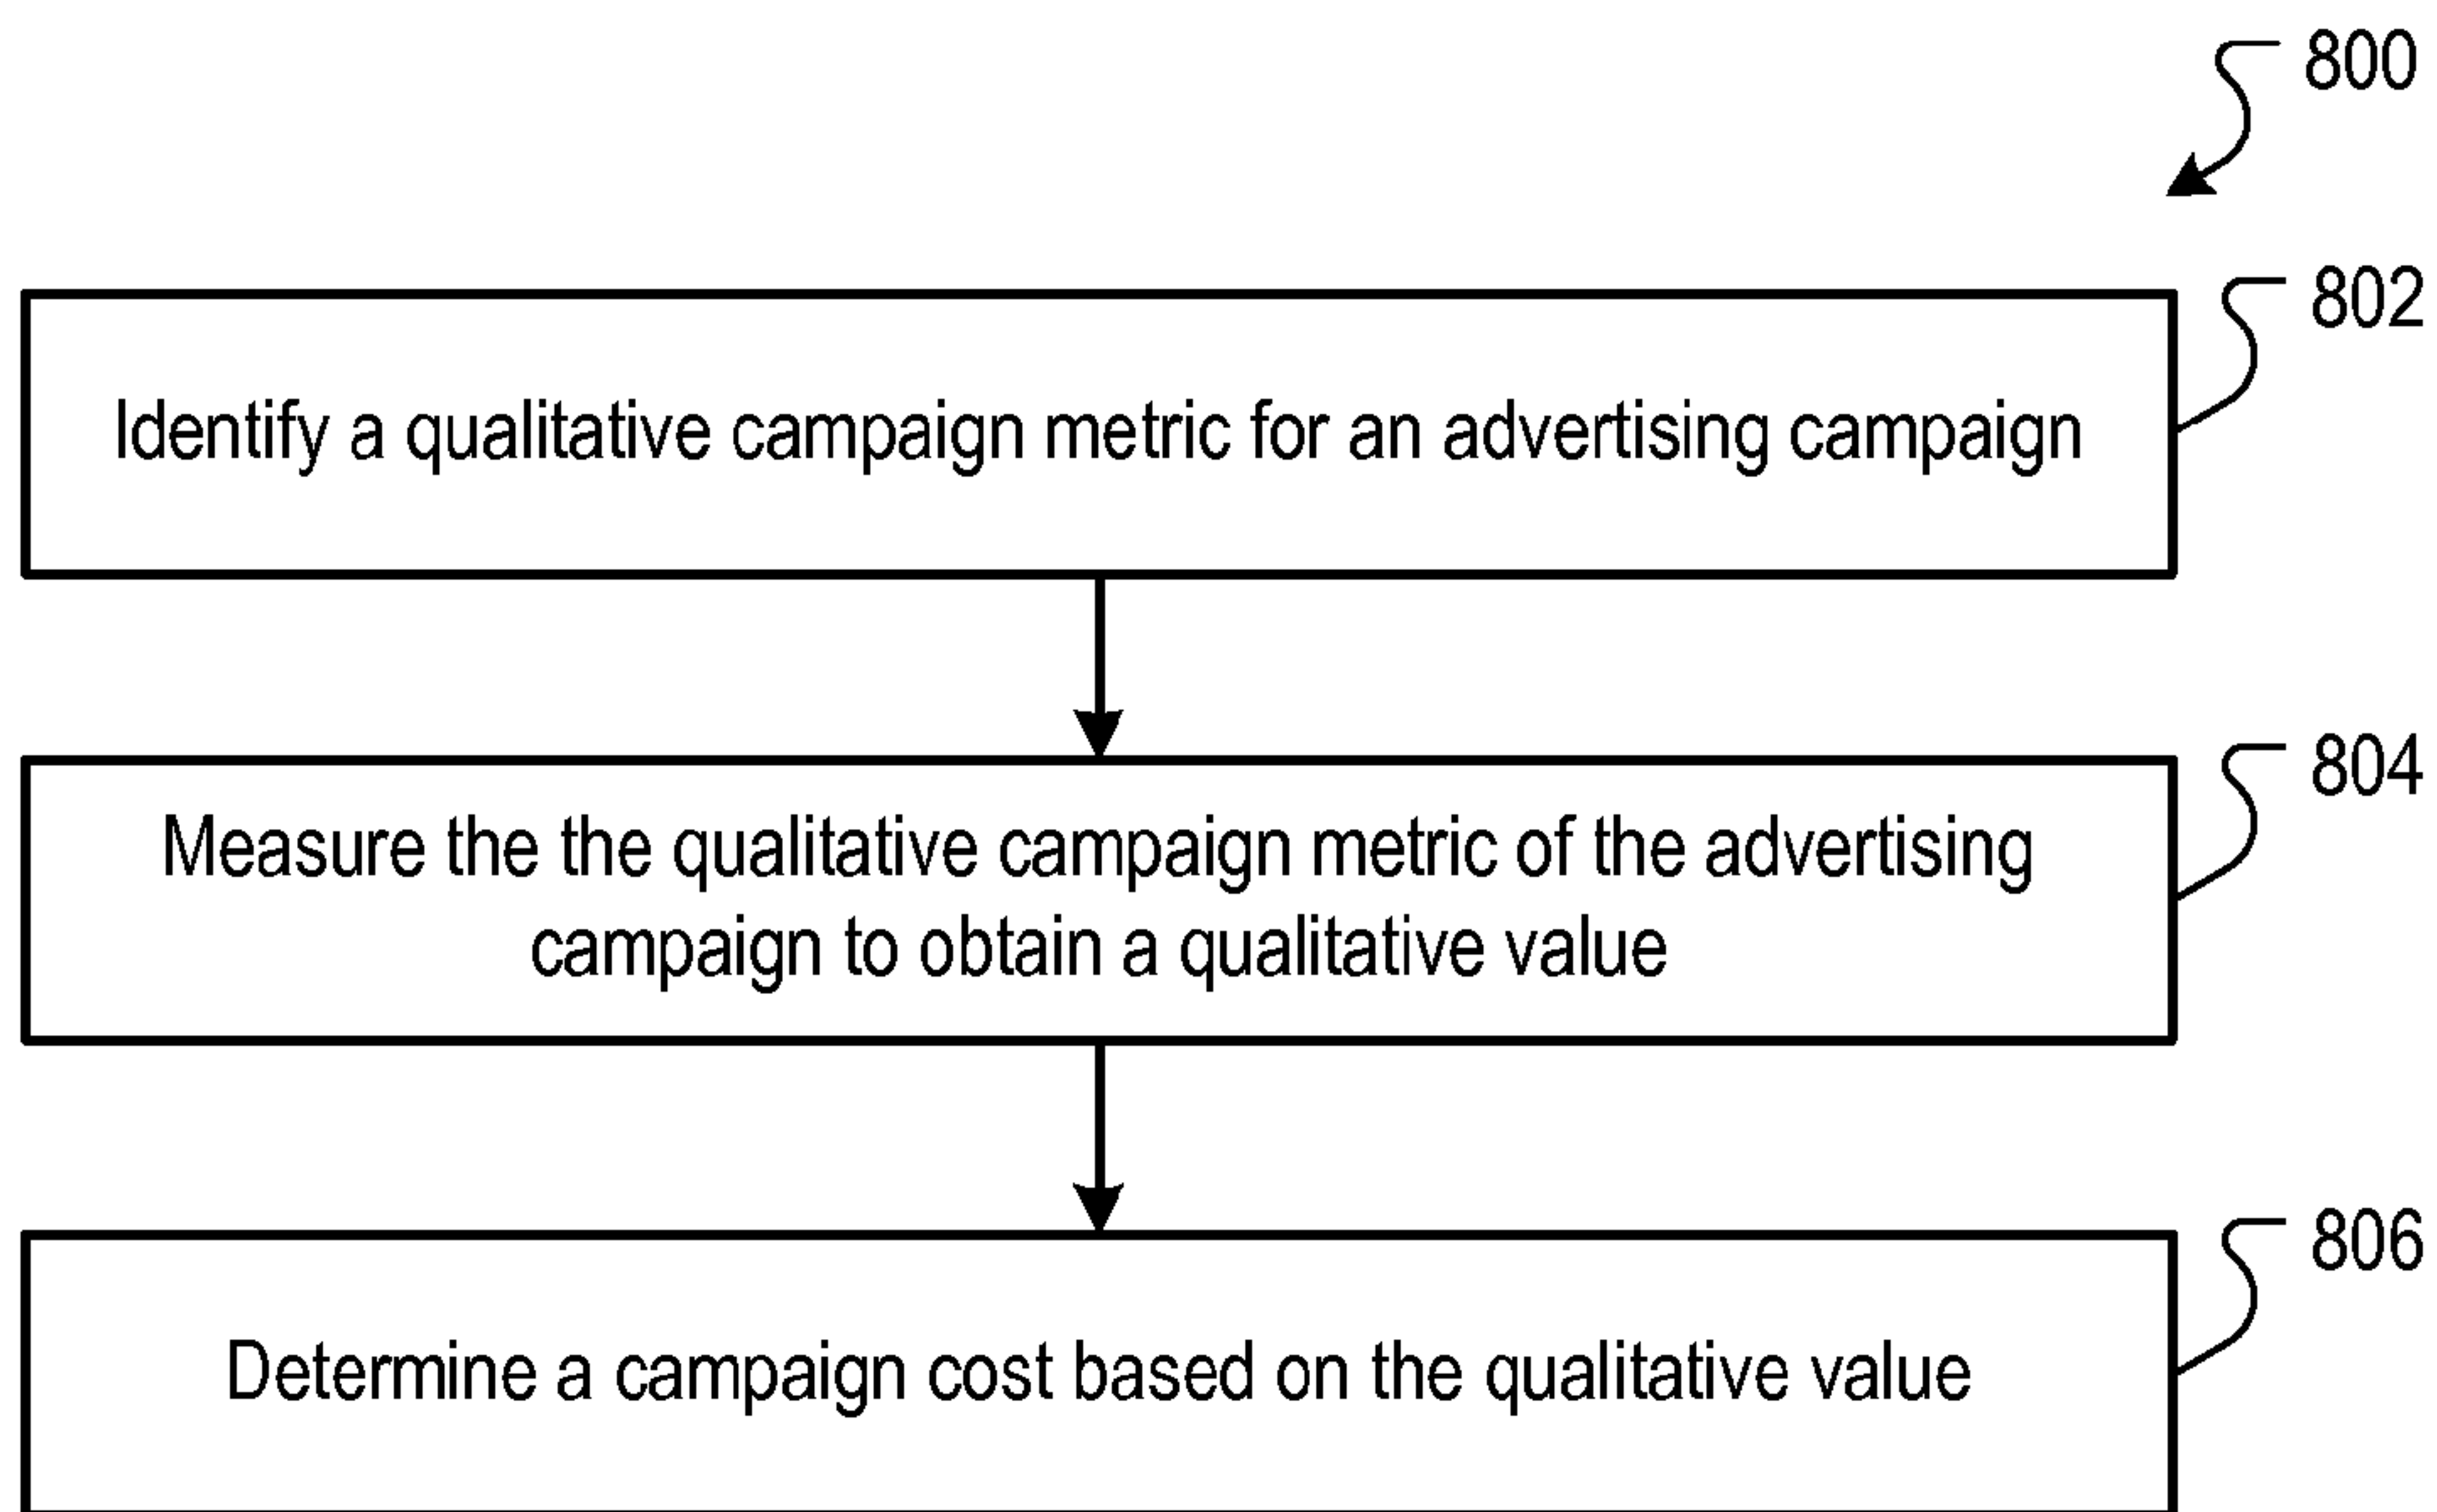 800
802
Identify a qualitative campaign metric for an advertising campaign
804
Measure the the qualitative campaign metric of the advertising
campaign to obtain a qualitative value
806
Determine a campaign cost based on the qualitative value